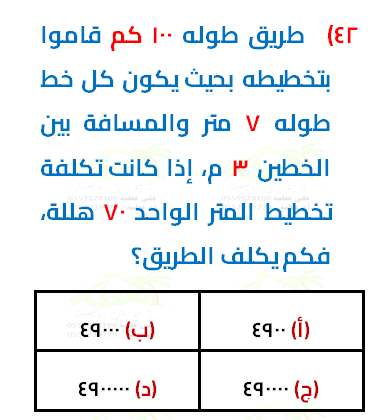 ٤٢) طريق طوله ١٠٠ كم قاموا
بتخطيطه بحيث يكون كل خط
طوله ٧ متر والمسافة بين
الخطين ٣ م، إذا كانت تكلفة
تخطيط المتر الواحد ٧٠ هللة،
فكم يكلف الطريق؟
(أ) ٤٩٠٠
(ب) ٤٩٠٠٠
(ج) ٤٩٠٠٠٠
(د) ٤٩٠٠٠٠٠